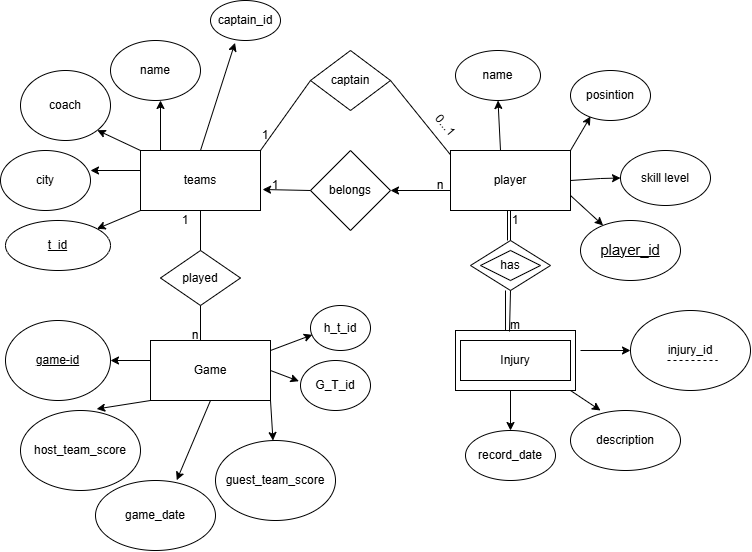 captain_id
name
captain
name
coach
posintion
0...1
1
city
teams
1
belongs
n
player
skill level
t_id
1
1
player_id
played
has
n
h_t_id
m
game-id
Game
G_T_id
Injury
injury_id
host_team_score
guest_team_score
record_date
description
game_date